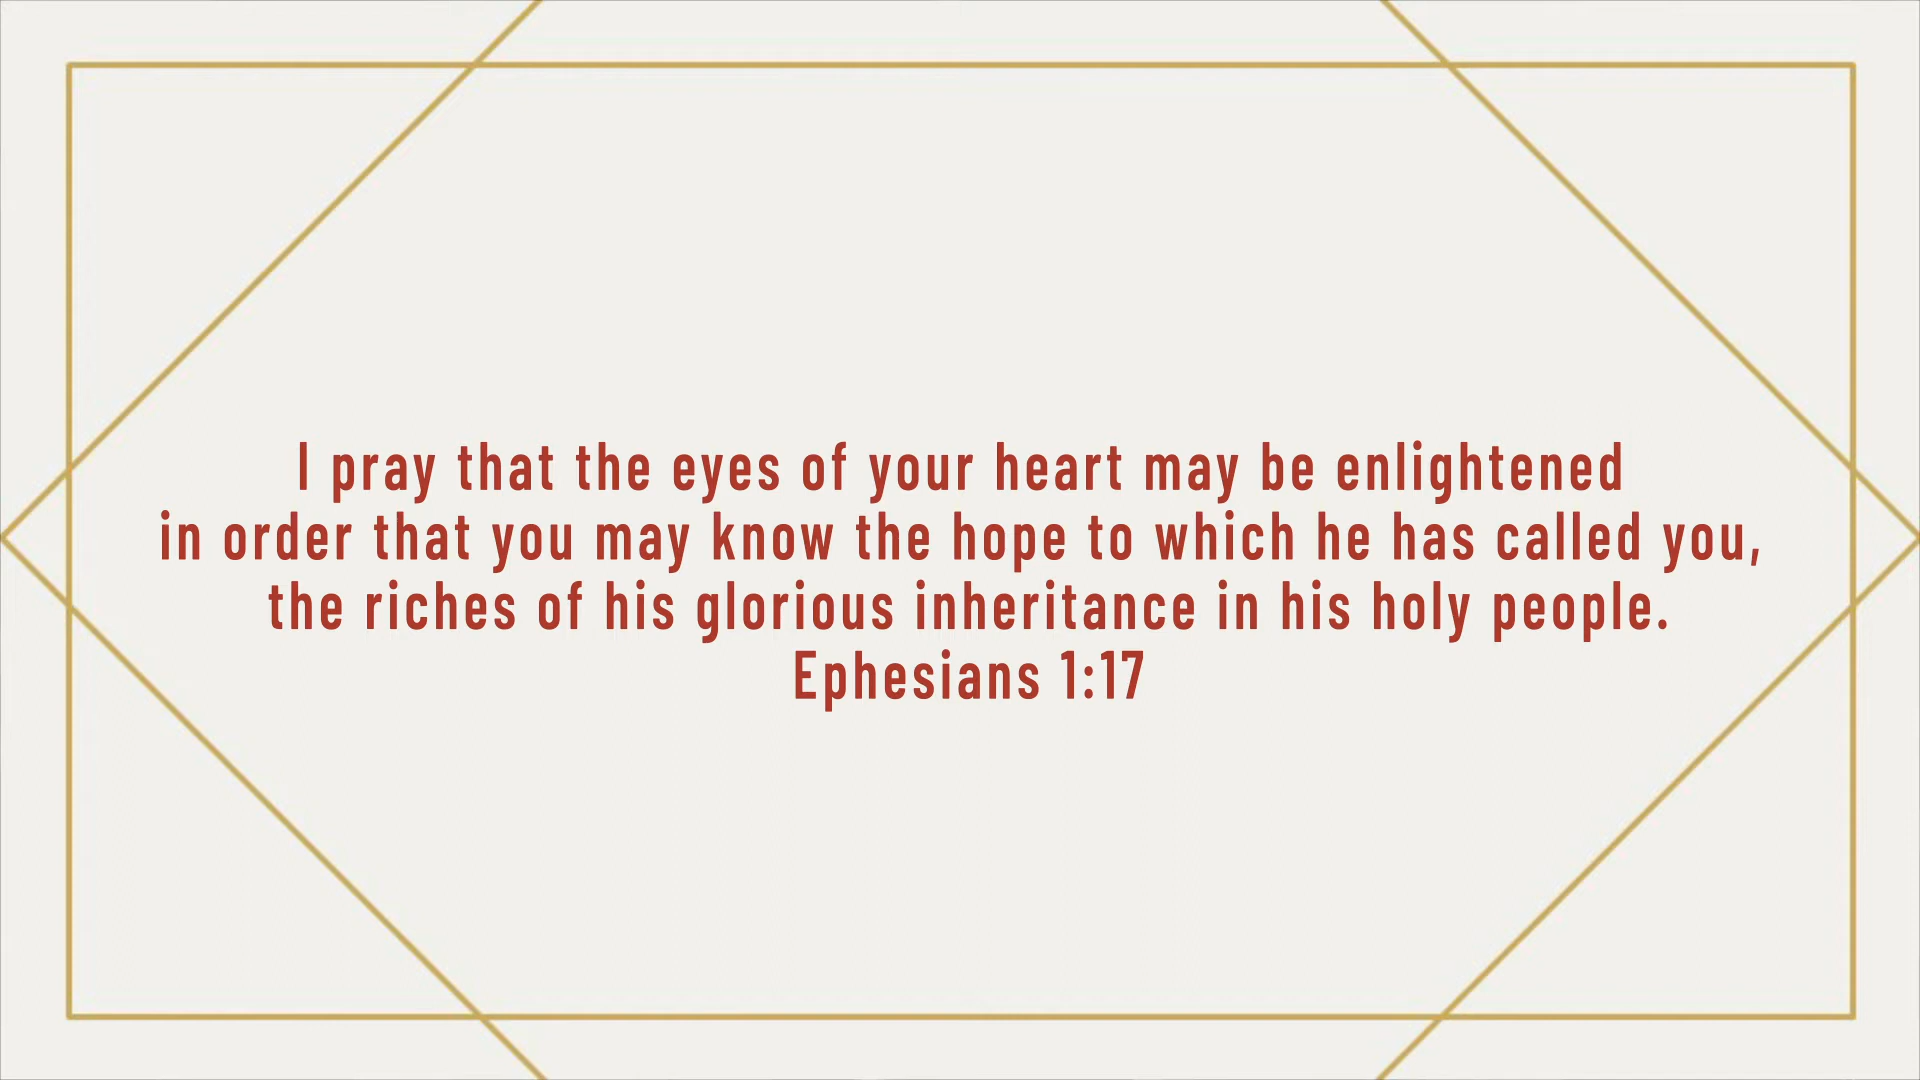 I pray that the eyes of your heart may be enlightened
in order that you may know the hope to which he has called you,
the riches of his glorious inheritance in his holy people.
Ephesians 1:17